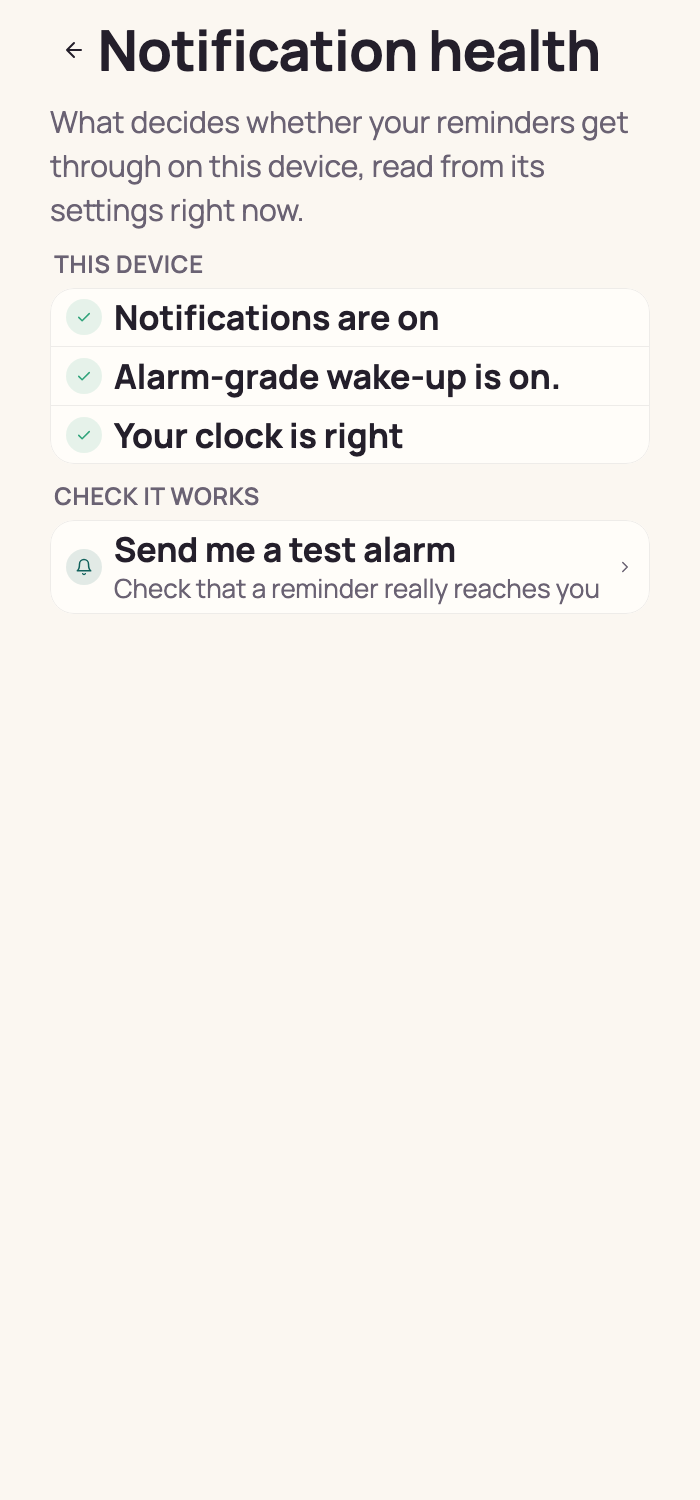 Notification health
What decides whether your reminders get
through on this device, read from its
settings right now.
THIS DEVICE
Notifications are on
Alarm-grade wake-up is on.
Your clock is right
CHECK IT WORKS
Send me a test alarm
Check that a reminder really reaches you